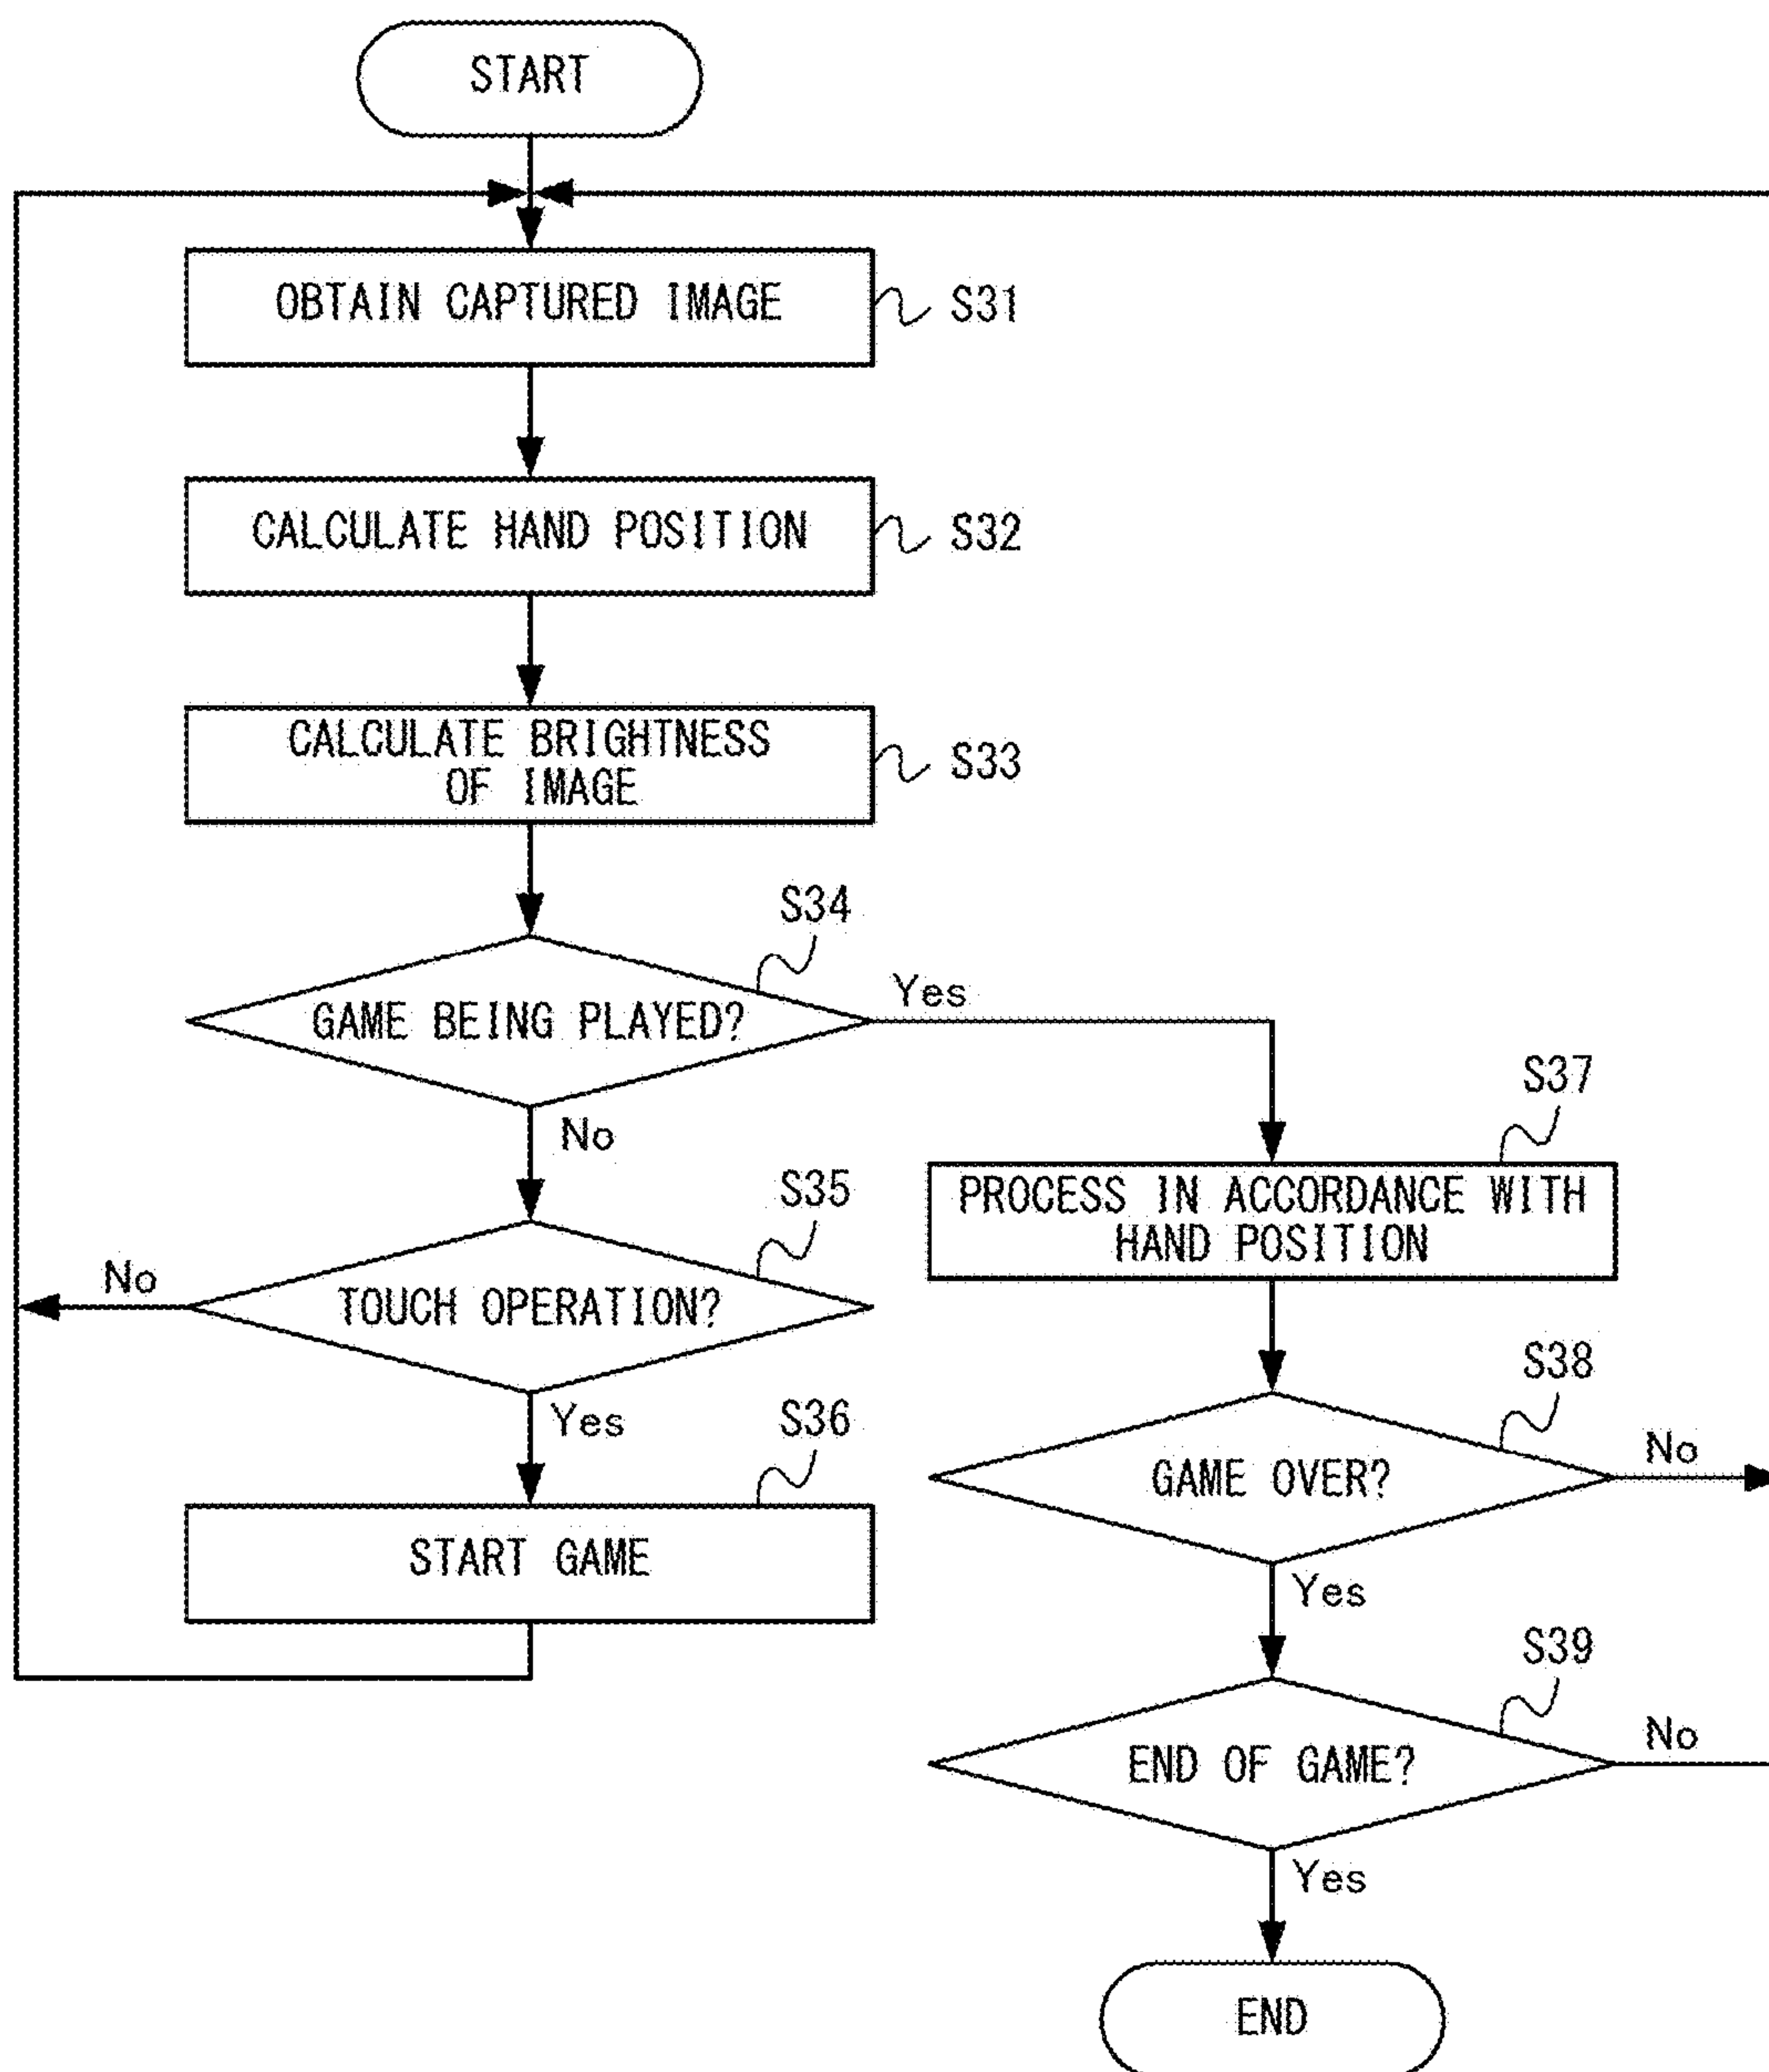 START
OBTAIN CAPTURED IMAGE
S31
CALCULATE HAND POSITION
S32
CALCULATE BRIGHTNESS
OF IMAGE
S33
S34
GAME BEING PLAYED?
Yes
No
S35
TOUCH OPERATION?
No
Yes
S36
START GAME
S37
PROCESS IN ACCORDANCE WITH
HAND POSITION
S38
GAME OVER?
No
Yes
S39
END OF GAME?
No
Yes
END